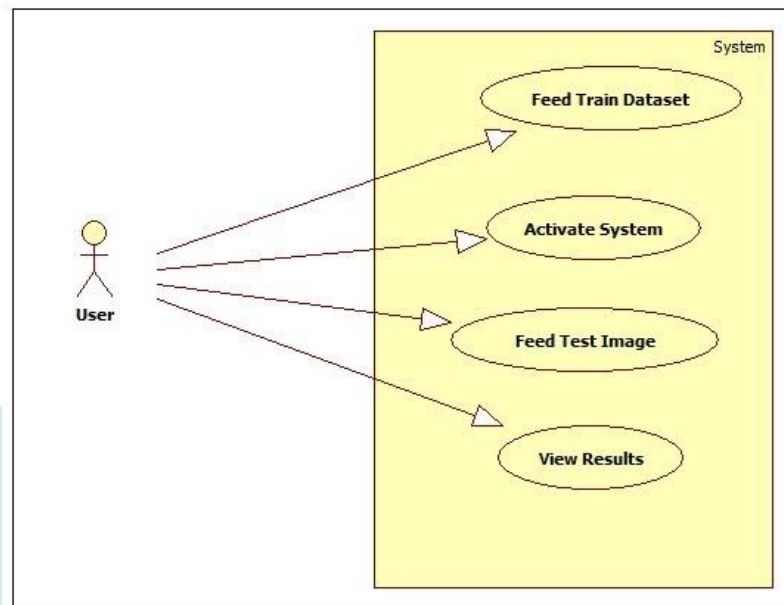 System
Feed Train Dataset
Activate System
User
Feed Test Image
View Results